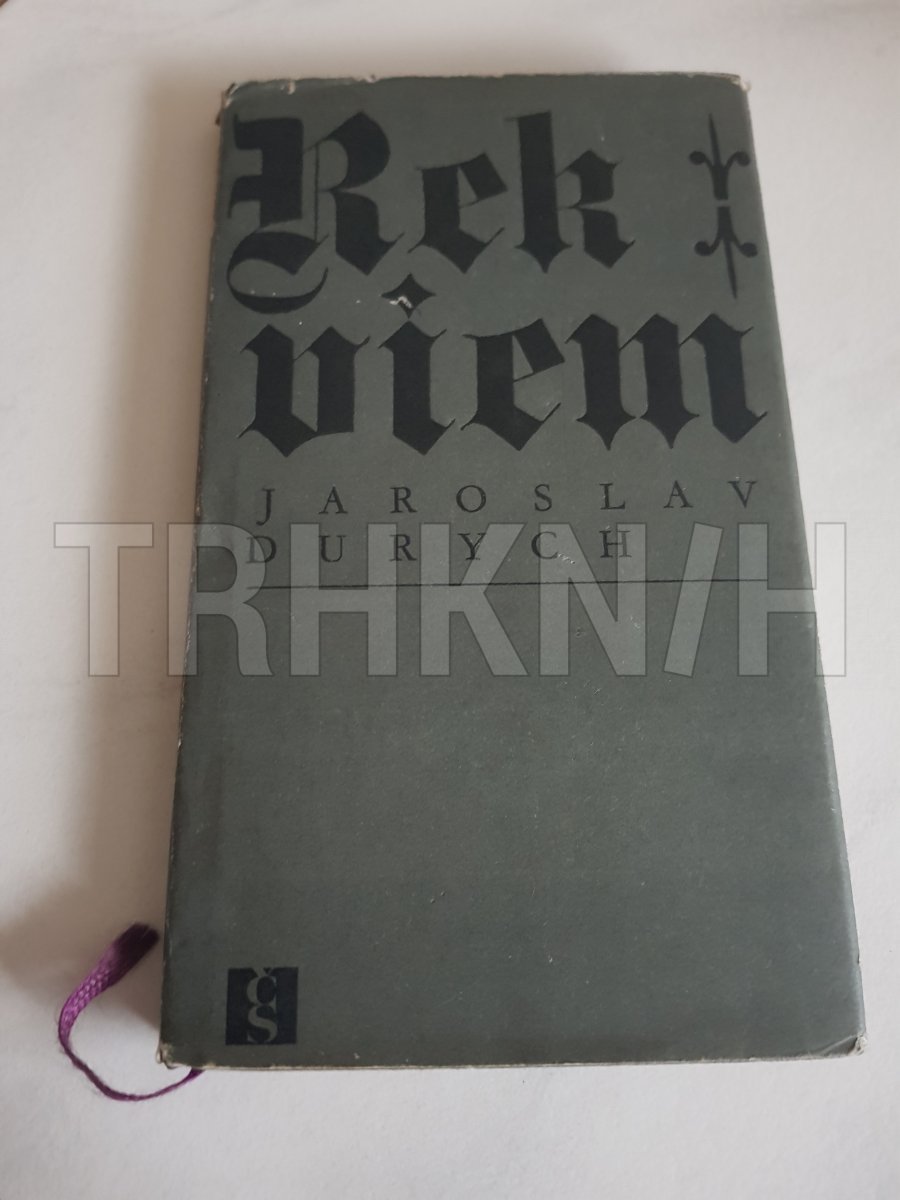 Rek
viem
JAROSLAV
DURYCH
TRHKNIH
ČS